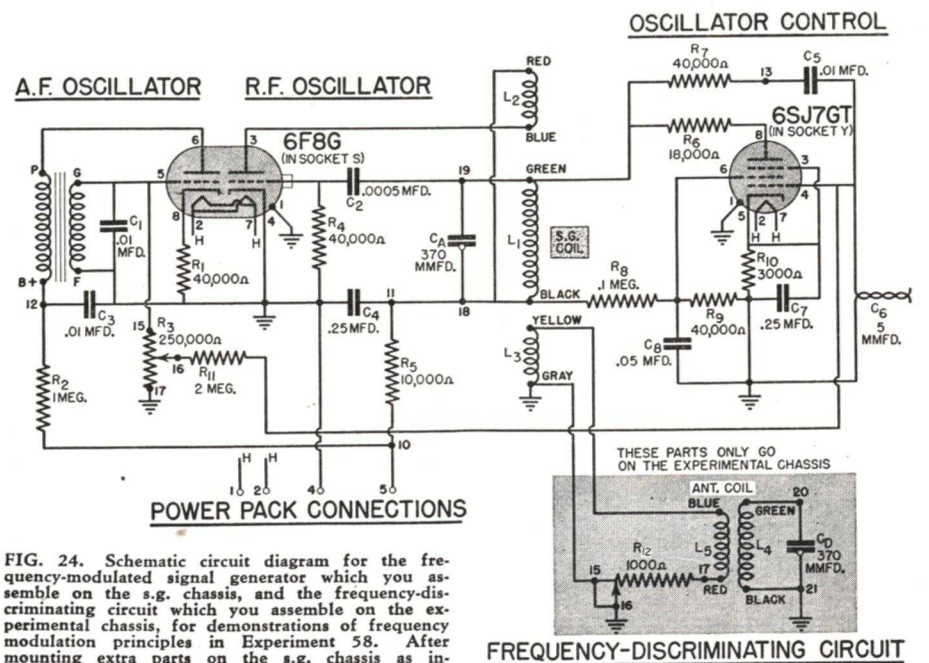 OSCILLATOR CONTROL
A.F. OSCILLATOR
R.F. OSCILLATOR
R7
40,000Ω
13
C5
.01 MFD.
RED
L2
BLUE
6SJ7GT
(IN SOCKET Y)
R6
18,000Ω
8
6
3
4
1
5
2
7
H
H
6
3
6F8G
(IN SOCKET S)
P
G
5
8
2
7
4
1
H
H
C1
.01
MFD.
F
B+
12
C3
.01 MFD.
R1
40,000Ω
R4
40,000Ω
C2
.0005 MFD.
19
GREEN
CA
370
MMFD.
L1
S.G.
COIL
C4
.25 MFD.
11
18
BLACK
R8
.1 MEG.
R9
40,000Ω
R10
3000Ω
C7
.25 MFD.
C8
.05 MFD.
C6
5
MMFD.
R3
250,000Ω
15
16
17
R11
2 MEG.
R2
1 MEG.
R5
10,000Ω
YELLOW
L3
GRAY
10
H
H
1
2
4
5
POWER PACK CONNECTIONS
THESE PARTS ONLY GO
ON THE EXPERIMENTAL CHASSIS
ANT. COIL
BLUE
20
GREEN
R12
1000Ω
15
17
L5
L4
CD
370
MMFD.
RED
BLACK
21
16
FREQUENCY-DISCRIMINATING CIRCUIT
FIG. 24. Schematic circuit diagram for the fre-
quency-modulated signal generator which you as-
semble on the s.g. chassis, and the frequency-dis-
criminating circuit which you assemble on the ex-
perimental chassis, for demonstrations of frequency
modulation principles in Experiment 58. After
mounting extra parts on the s.g. chassis as in-